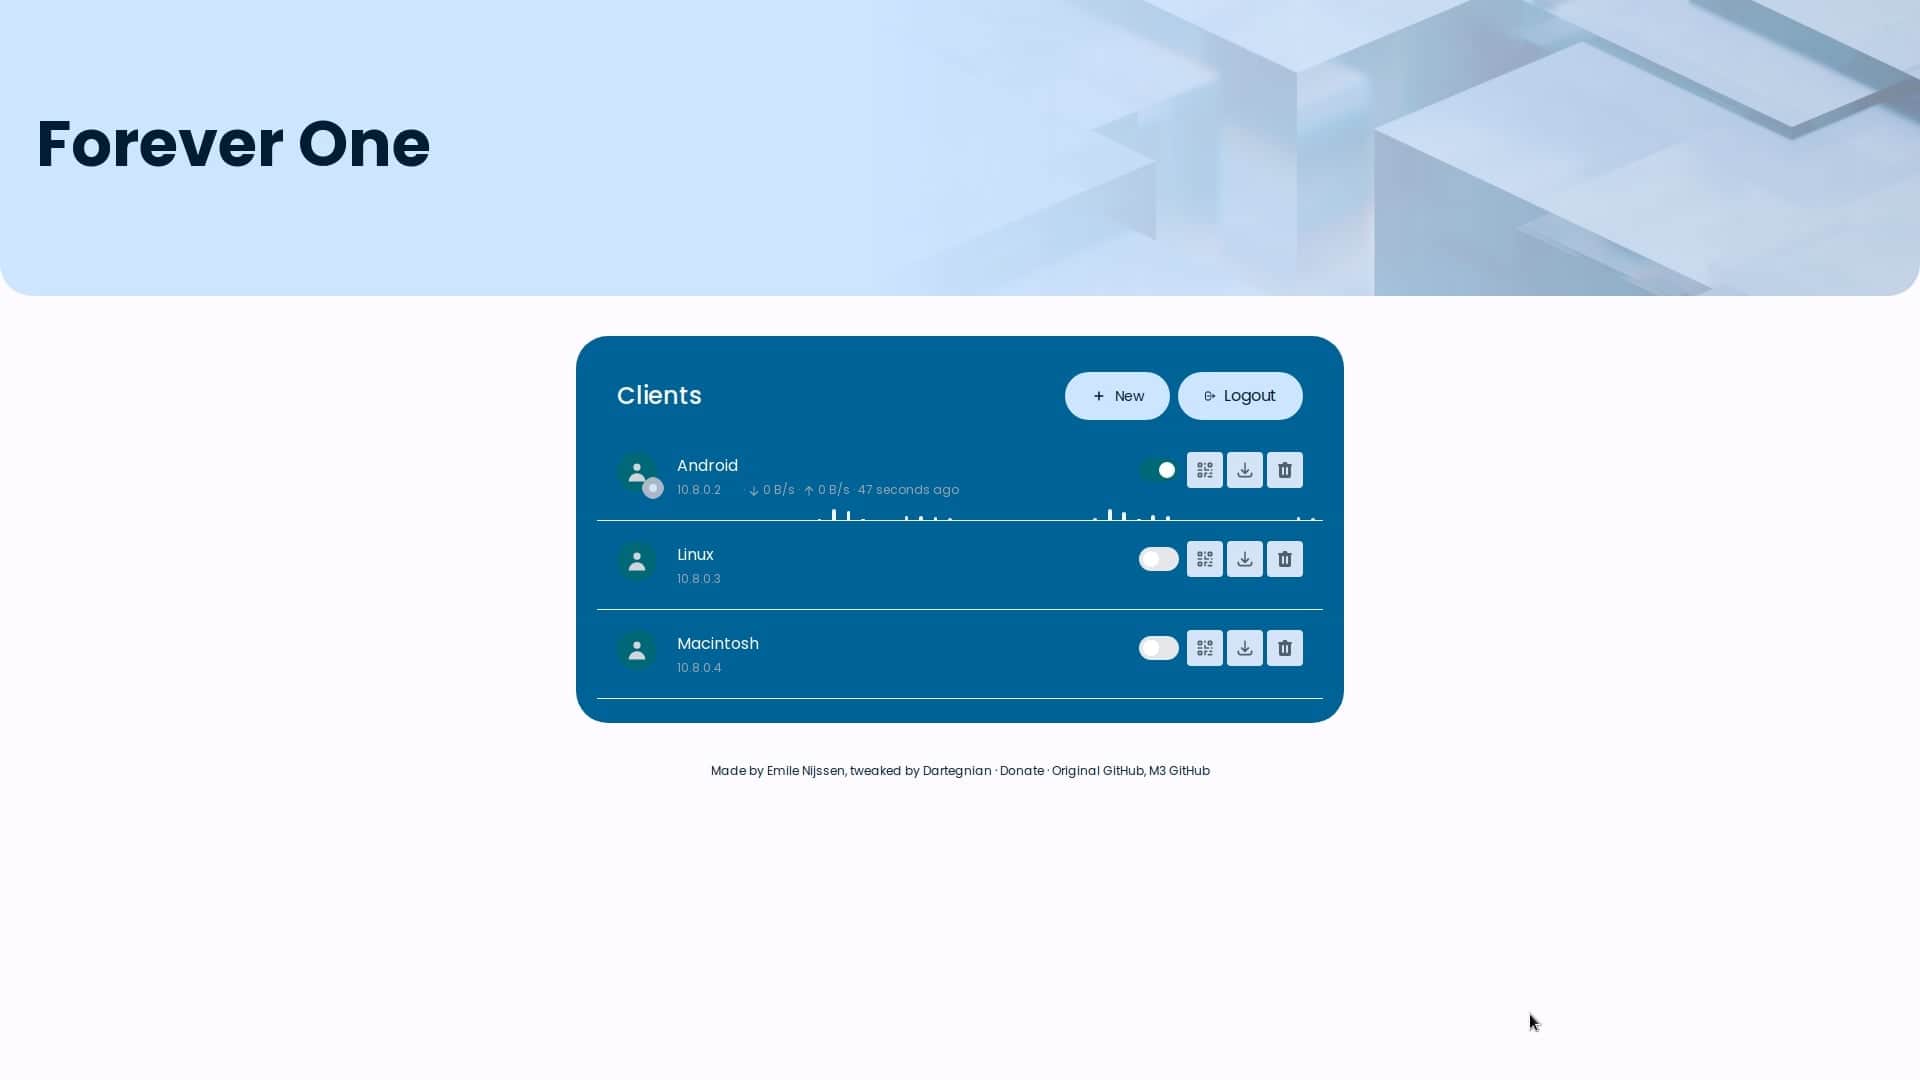 Forever One
Clients
New
Logout
Android
10.8.0.2 · ↓ 0 B/s · ↑ 0 B/s · 47 seconds ago
Linux
10.8.0.3
Macintosh
10.8.0.4
Made by Emile Nijssen, tweaked by Dartegnian · Donate · Original GitHub, M3 GitHub